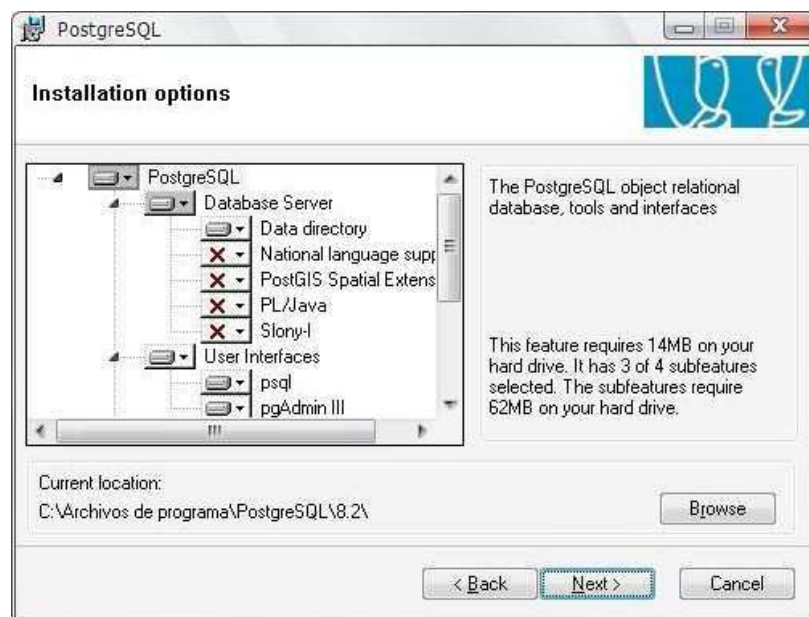 PostgreSQL
Installation options
PostgreSQL
Database Server
Data directory
National language supp
PostGIS Spatial Extens
PL/Java
Slony-I
User Interfaces
psql
pgAdmin III
The PostgreSQL object relational
database, tools and interfaces
This feature requires 14MB on your
hard drive. It has 3 of 4 subfeatures
selected. The subfeatures require
62MB on your hard drive.
Current location:
C:\Archivos de programa\PostgreSQL\8.2\
Browse
< Back
Next >
Cancel